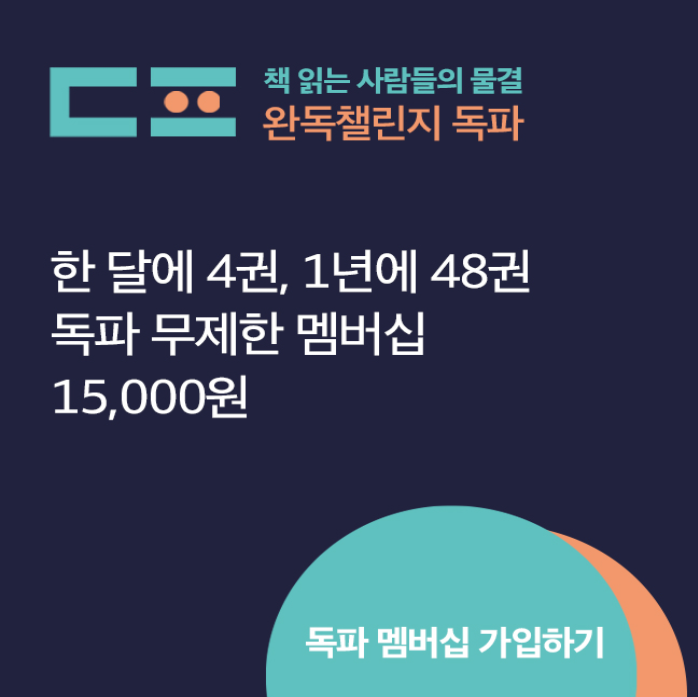 ㄷㅍ
책 읽는 사람들의 물결
완독챌린지 독파
한 달에 4권, 1년에 48권
독파 무제한 멤버십
15,000원
독파 멤버십 가입하기